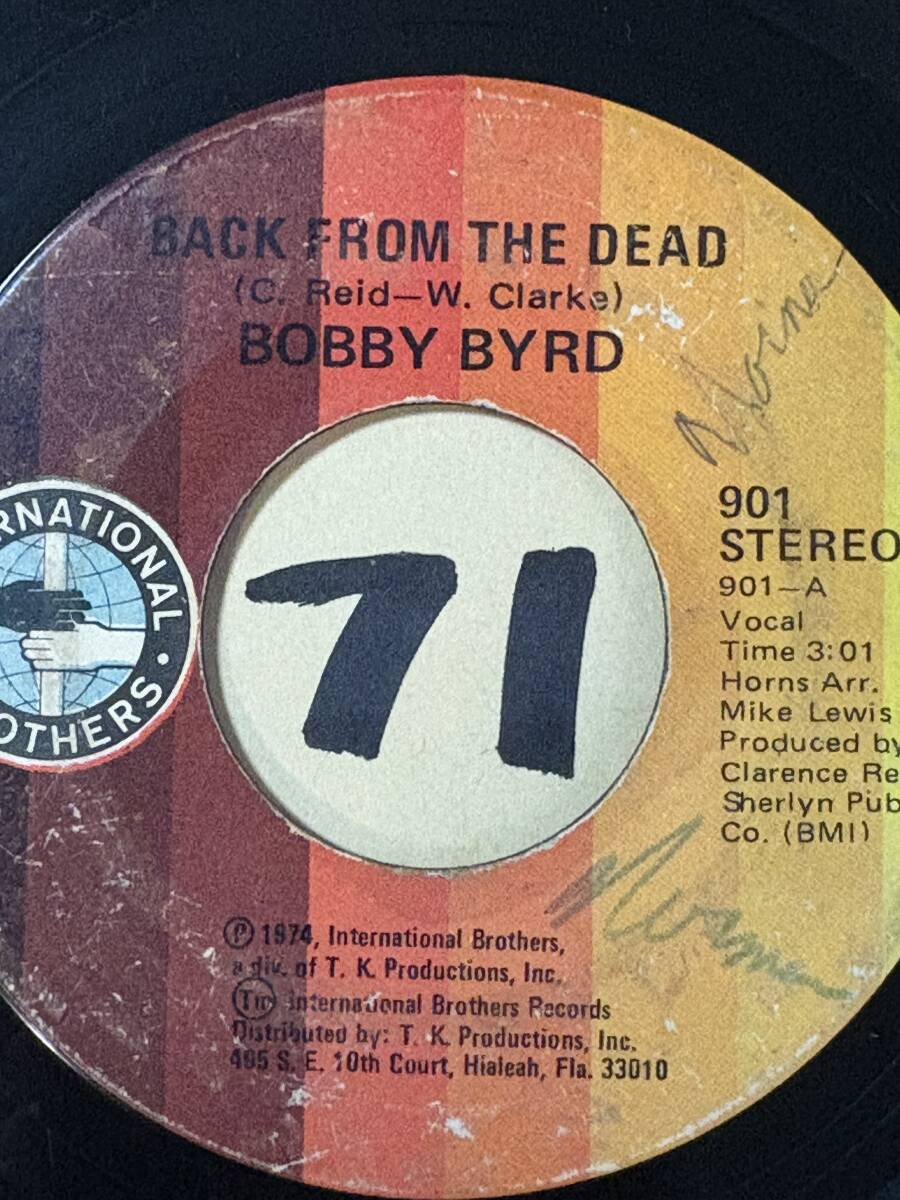 BACK FROM THE DEAD
(C. Reid—W. Clarke)
BOBBY BYRD
RNATIONAL
OTHERS
71
901
STEREO
901—A
Vocal
Time 3:01
Horns Arr.
Mike Lewis
Produced by
Clarence Re
Sherlyn Pub
Co. (BMI)
Ⓟ 1974, International Brothers,
a div. of T. K. Productions, Inc.
Tm International Brothers Records
Distributed by: T. K. Productions, Inc.
495 S. E. 10th Court, Hialeah, Fla. 33010